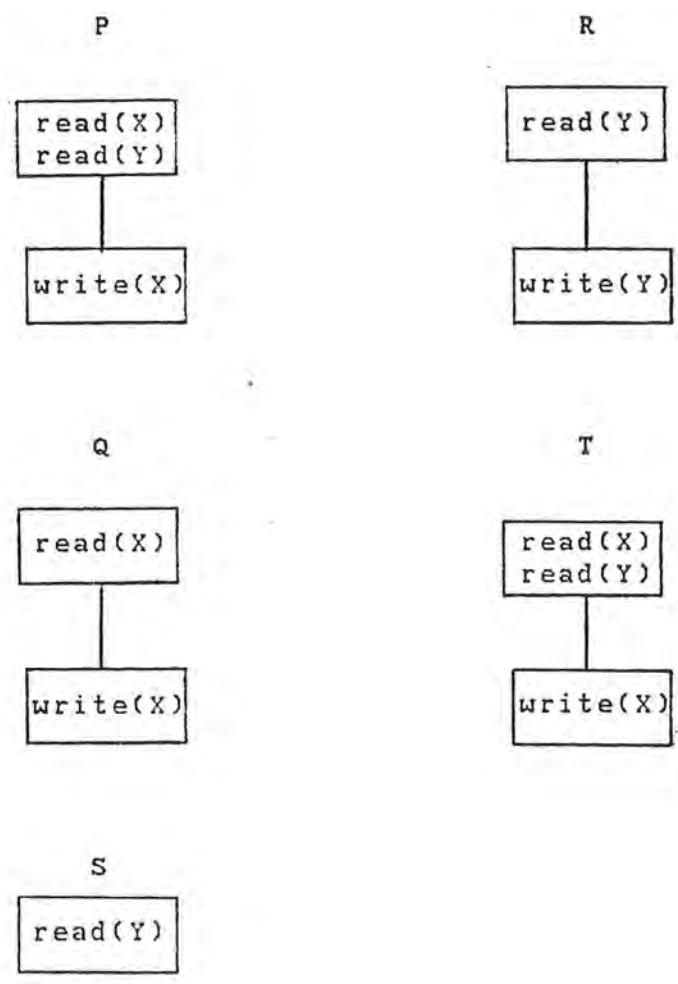 P
R
read(X)
read(Y)
read(Y)
write(X)
write(Y)
Q
T
read(X)
read(X)
read(Y)
write(X)
write(X)
S
read(Y)